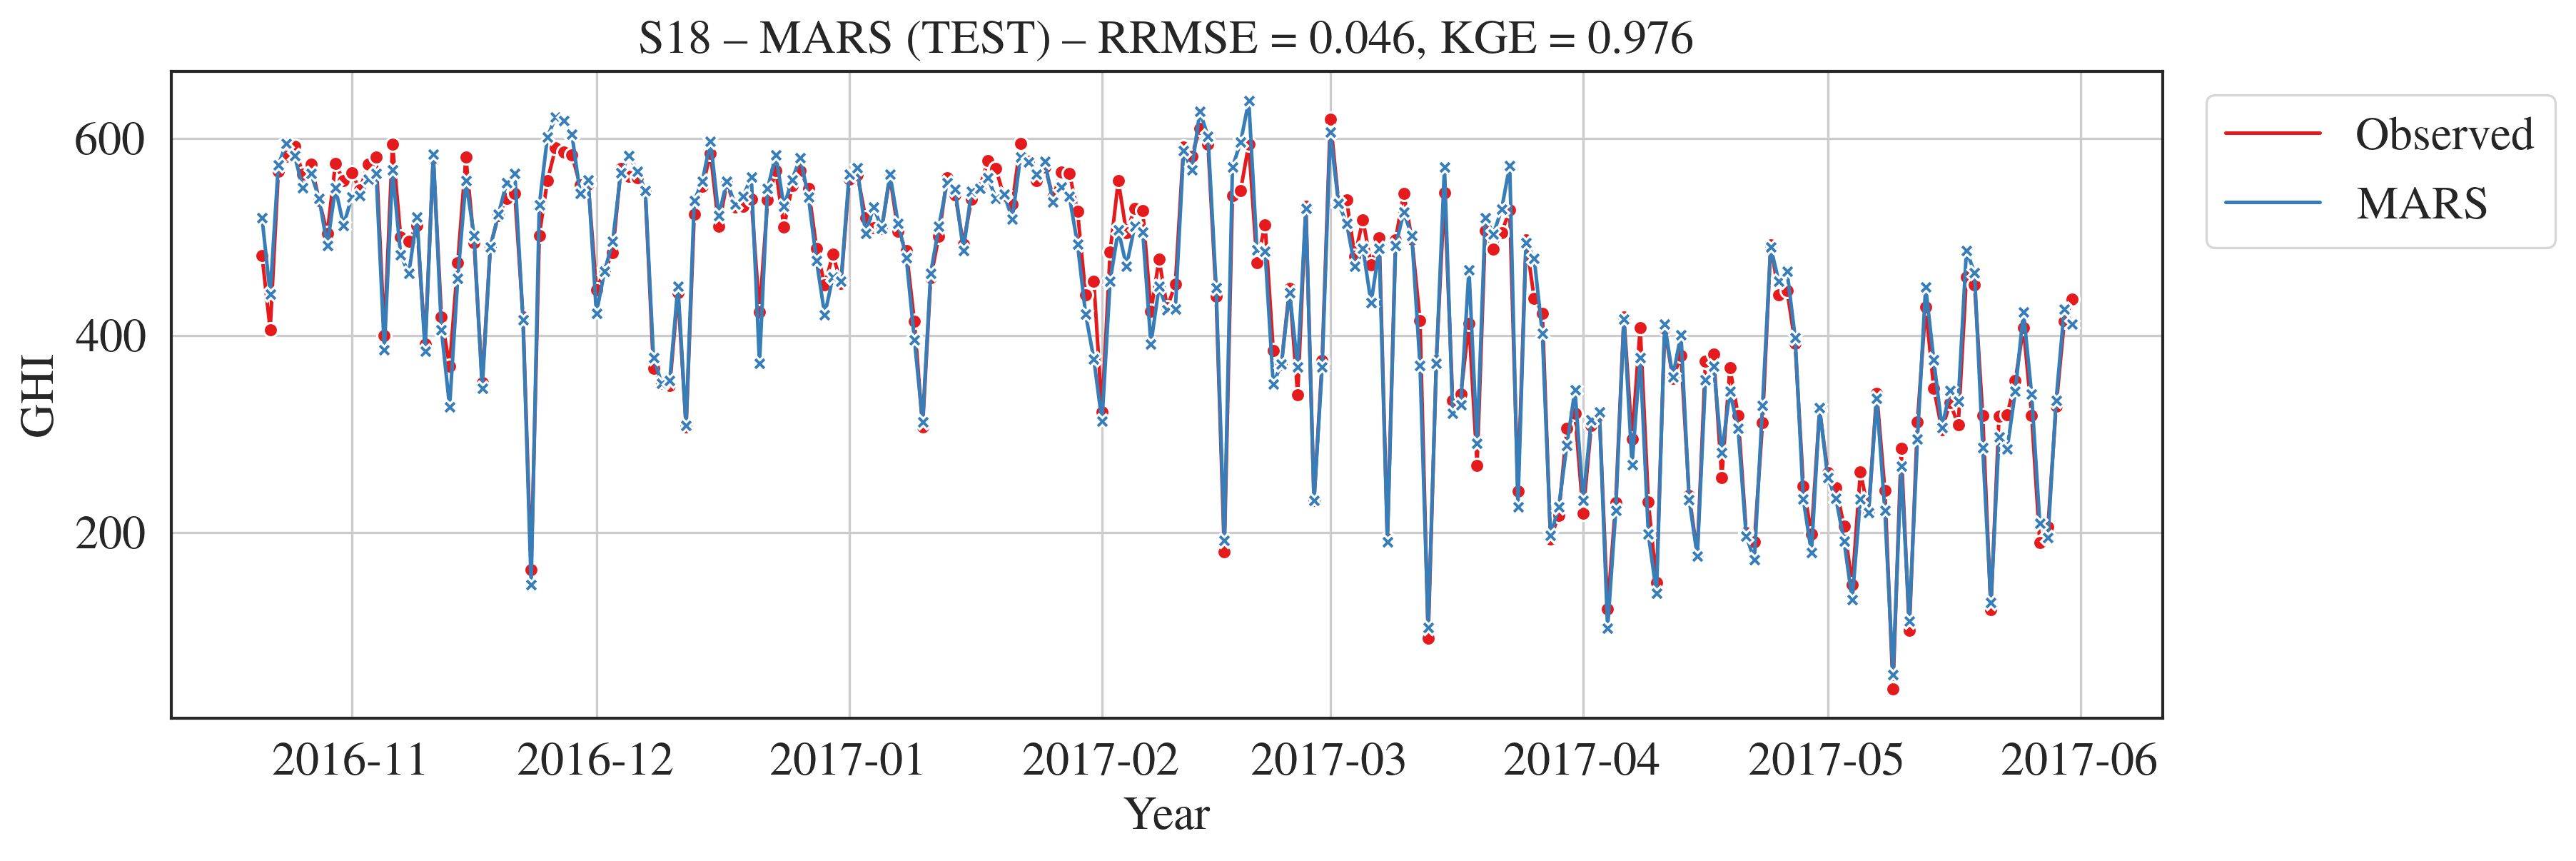 S18 – MARS (TEST) – RRMSE = 0.046, KGE = 0.976
600
400
200
GHI
2016-11 2016-12 2017-01 2017-02 2017-03 2017-04 2017-05 2017-06
Year
Observed
MARS